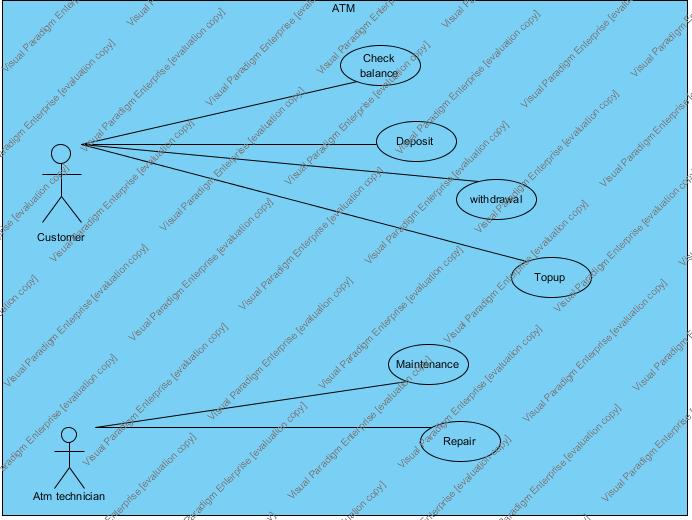 ATM
Check
balance
Deposit
withdrawal
Customer
Topup
Maintenance
Repair
Atm technician
Visual Paradigm Enterprise [evaluation copy]